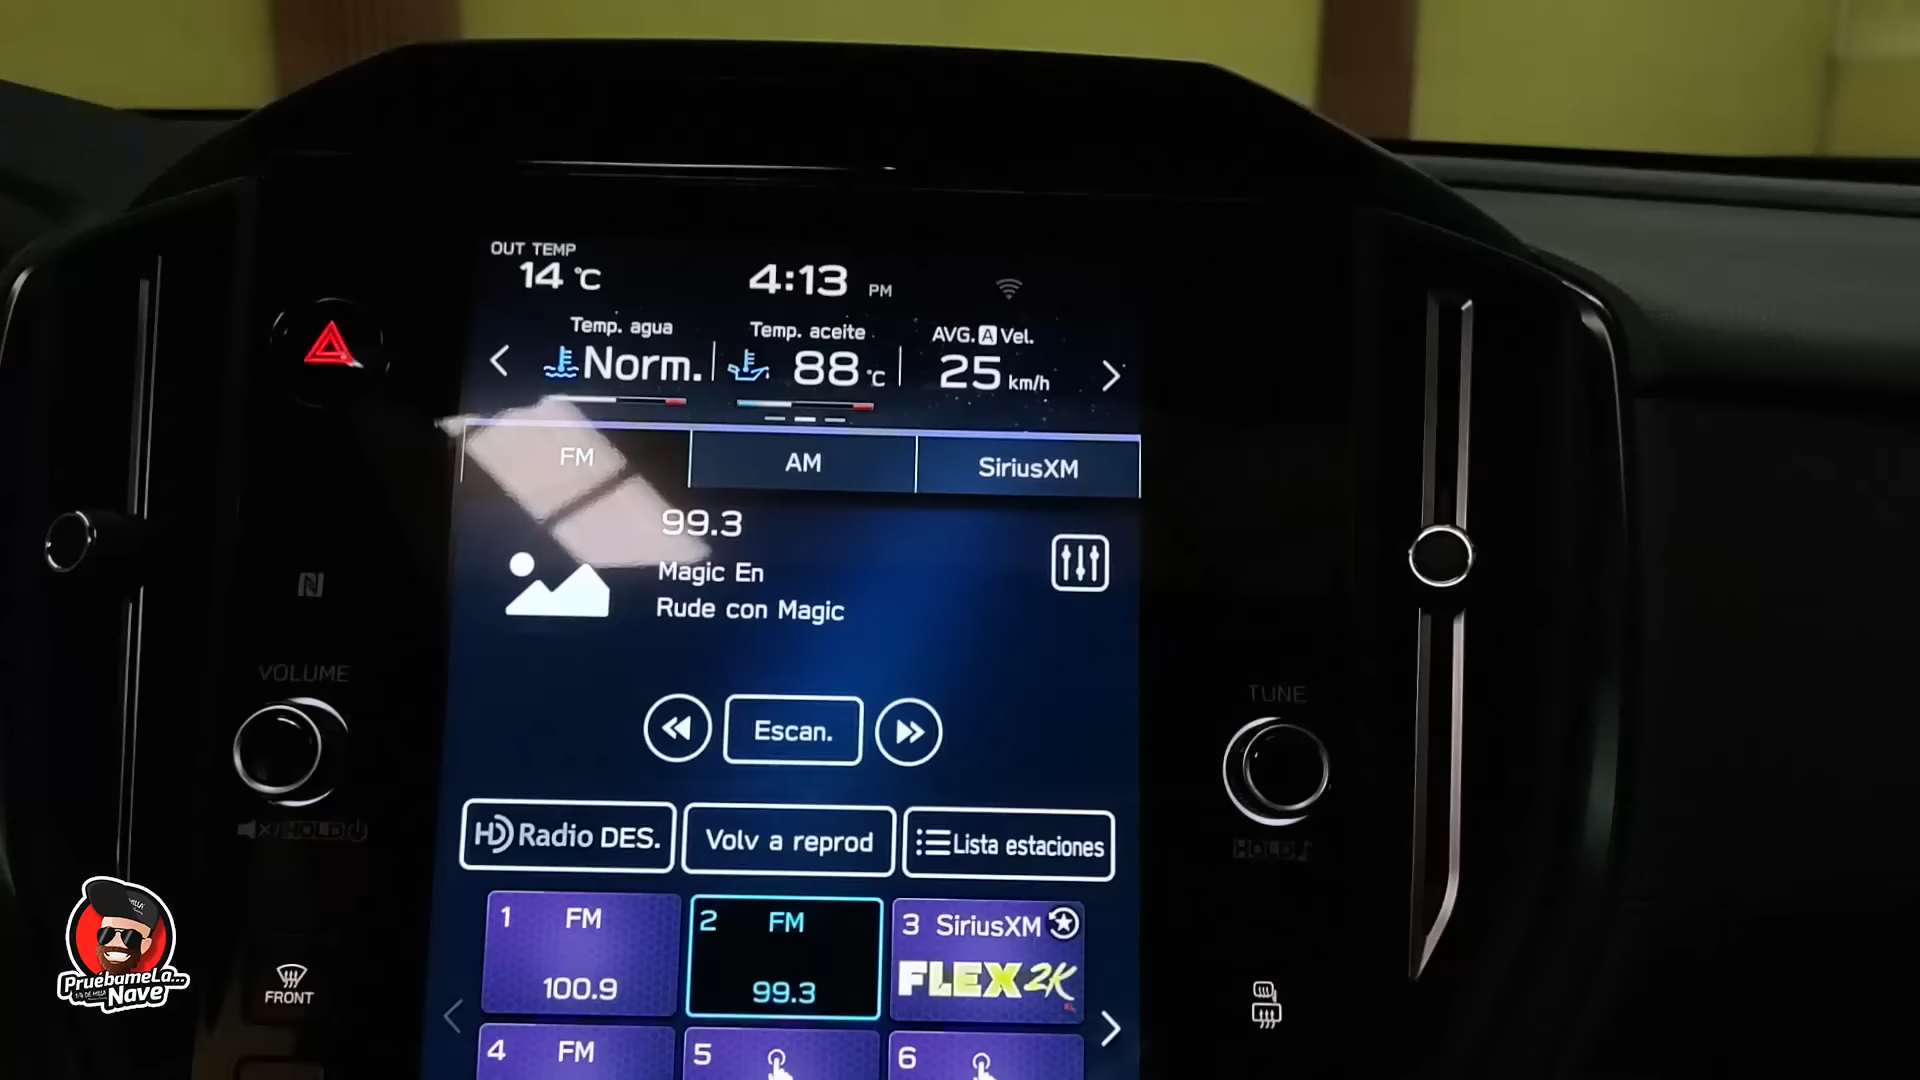 OUT TEMP
14 °C
4:13 PM
Temp. agua
Norm.
Temp. aceite
88 °C
AVG. A Vel.
25 km/h
FM
AM
SiriusXM
99.3
Magic En
Rude con Magic
Escan.
HD Radio DES.
Volv a reprod
Lista estaciones
1 FM
100.9
2 FM
99.3
3 SiriusXM
FLEX2K
XL
4 FM
5
6
VOLUME
/HOLD
FRONT
TUNE
HOLD
PruébameLa...
Nave